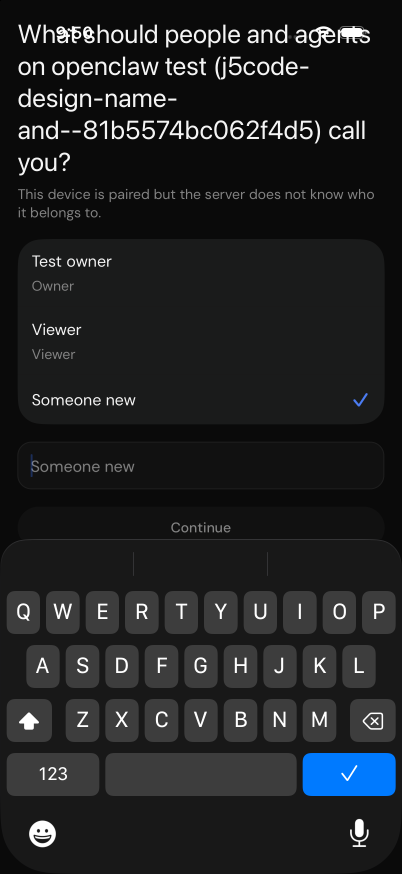 9:50
What should people and agents
on openclaw test (j5code-
design-name-
and--81b5574bc062f4d5) call
you?
This device is paired but the server does not know who
it belongs to.
Test owner
Owner
Viewer
Viewer
Someone new
Someone new
Continue
Q W E R T Y U I O P
A S D F G H J K L
Z X C V B N M
123